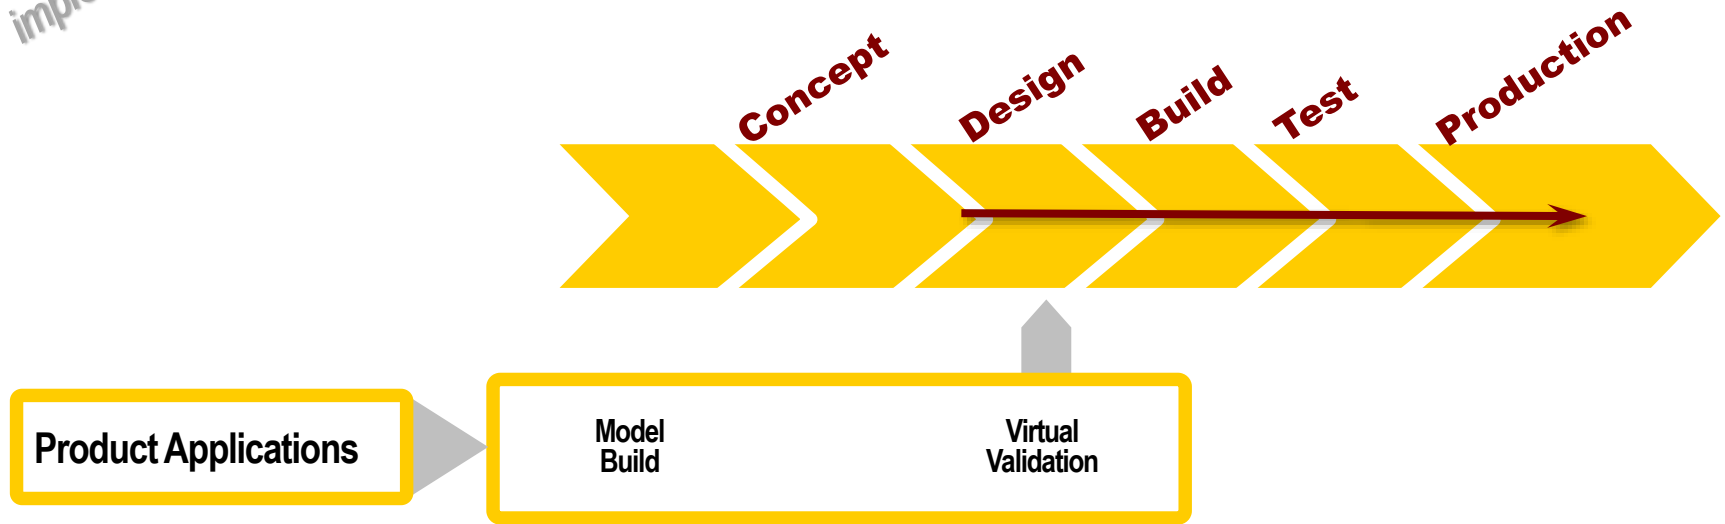 Concept
Design
Build
Test
Production
Product Applications
Model
Build
Virtual
Validation